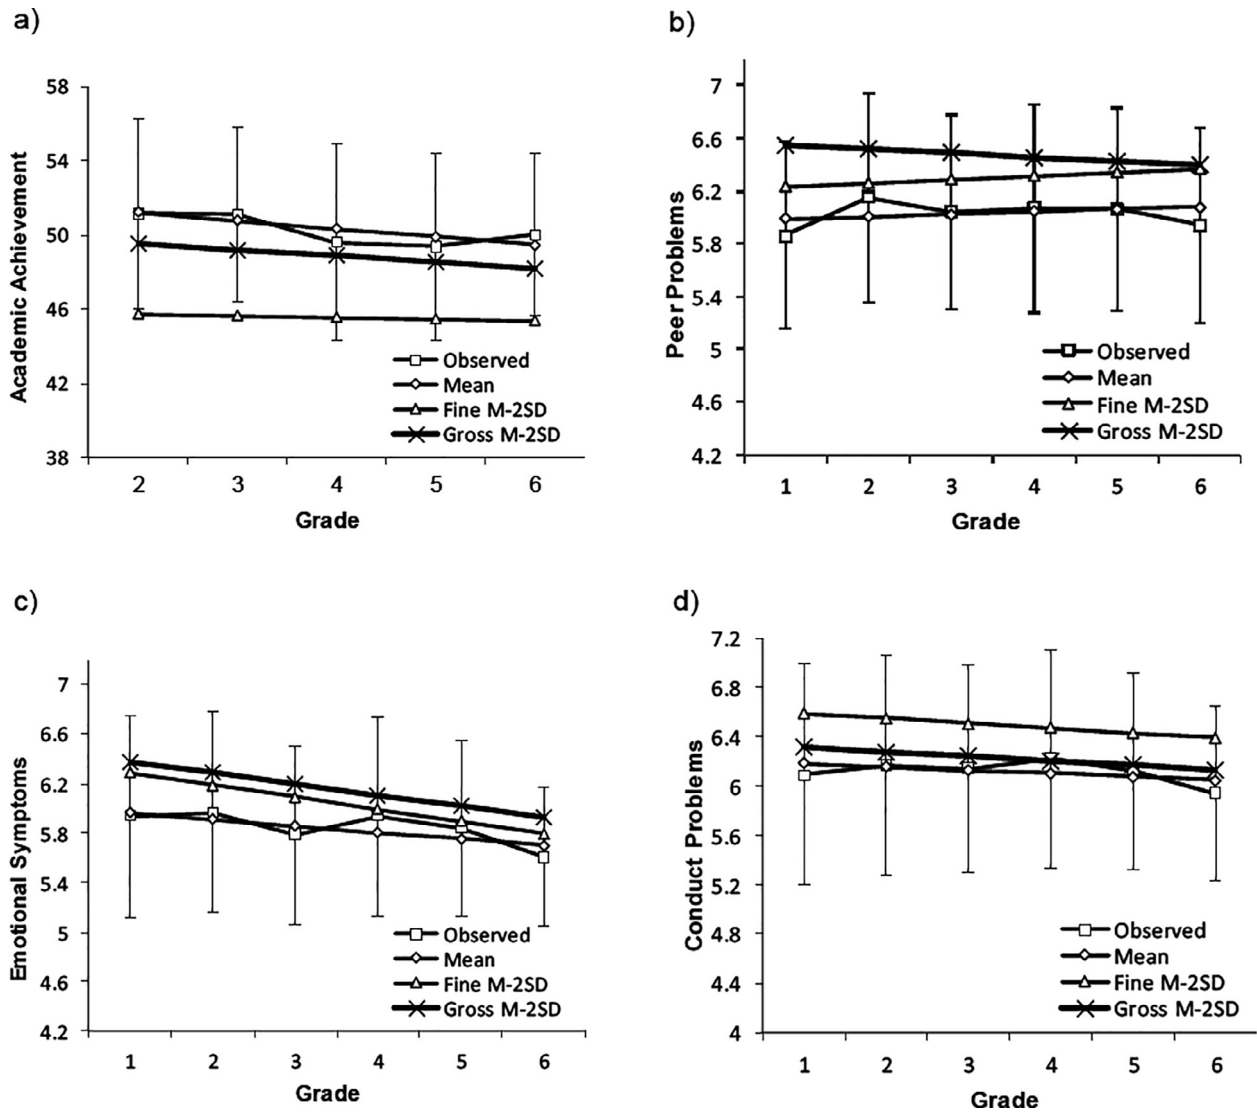 a)
58
54
50
46
42
38
Academic Achievement
2 3 4 5 6
Grade
Observed
Mean
Fine M-2SD
Gross M-2SD
b)
7
6.6
6.2
5.8
5.4
5
4.6
4.2
Peer Problems
1 2 3 4 5 6
Grade
Observed
Mean
Fine M-2SD
Gross M-2SD
c)
7
6.6
6.2
5.8
5.4
5
4.6
4.2
Emotional Symptoms
1 2 3 4 5 6
Grade
Observed
Mean
Fine M-2SD
Gross M-2SD
d)
7.2
6.8
6.4
6
5.6
5.2
4.8
4.4
4
Conduct Problems
1 2 3 4 5 6
Grade
Observed
Mean
Fine M-2SD
Gross M-2SD